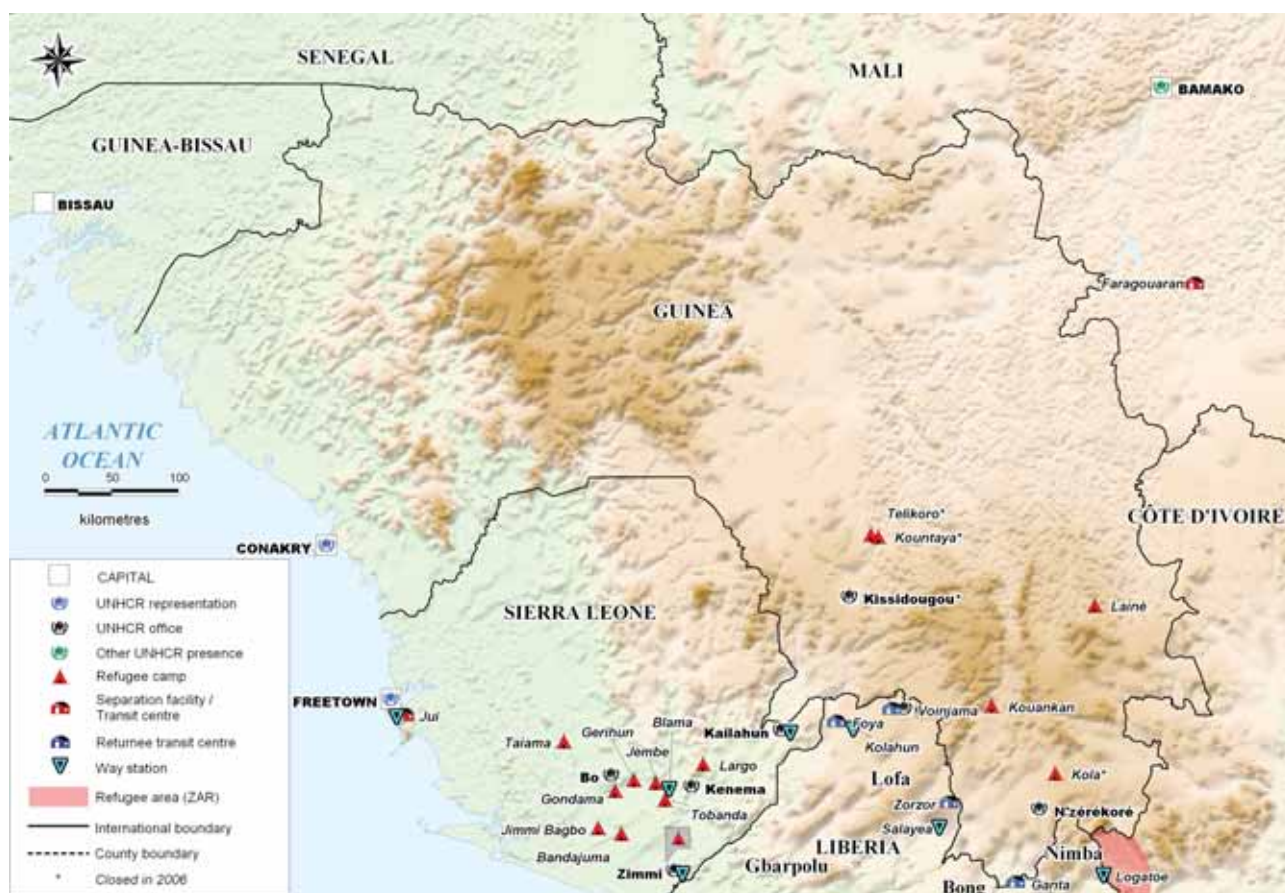 SENEGAL
MALI
BAMAKO
GUINEA-BISSAU
BISSAU
Faragouaran
GUINEA
ATLANTIC
OCEAN
0 50 100
kilometres
CÔTE D'IVOIRE
Telikoro*
Kountaya*
CONAKRY
Kissidougou*
Lainé
SIERRA LEONE
CAPITAL
UNHCR representation
UNHCR office
Other UNHCR presence
Refugee camp
Separation facility /
Transit centre
Returnee transit centre
Way station
Refugee area (ZAR)
International boundary
County boundary
* Closed in 2006
FREETOWN
Jui
Blama
Gerihun
Kailahun
Foya
Voinjama
Kouankan
Taiama
Jembe
Kolahun
Largo
Bo
Lofa
Kola*
Gondama
Kenema
Zorzor
N'zérékoré
Tobanda
Jimmi Bagbo
Salayea
LIBERIA
Bandajuma
Gbarpolu
Nimba
Zimmi
Bong
Ganta
Logatoe